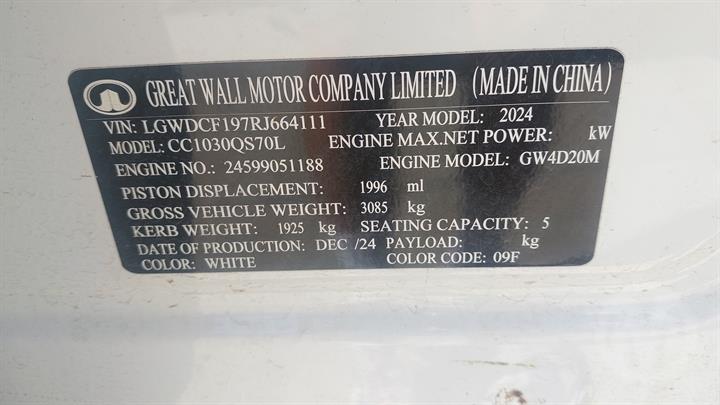 GREAT WALL MOTOR COMPANY LIMITED (MADE IN CHINA)
VIN: LGWDCF197RJ664111 YEAR MODEL: 2024
MODEL: CC1030QS70L ENGINE MAX.NET POWER: kW
ENGINE NO.: 24599051188 ENGINE MODEL: GW4D20M
PISTON DISPLACEMENT: 1996 ml
GROSS VEHICLE WEIGHT: 3085 kg
KERB WEIGHT: 1925 kg SEATING CAPACITY: 5
DATE OF PRODUCTION: DEC /24 PAYLOAD: kg
COLOR: WHITE COLOR CODE: 09F